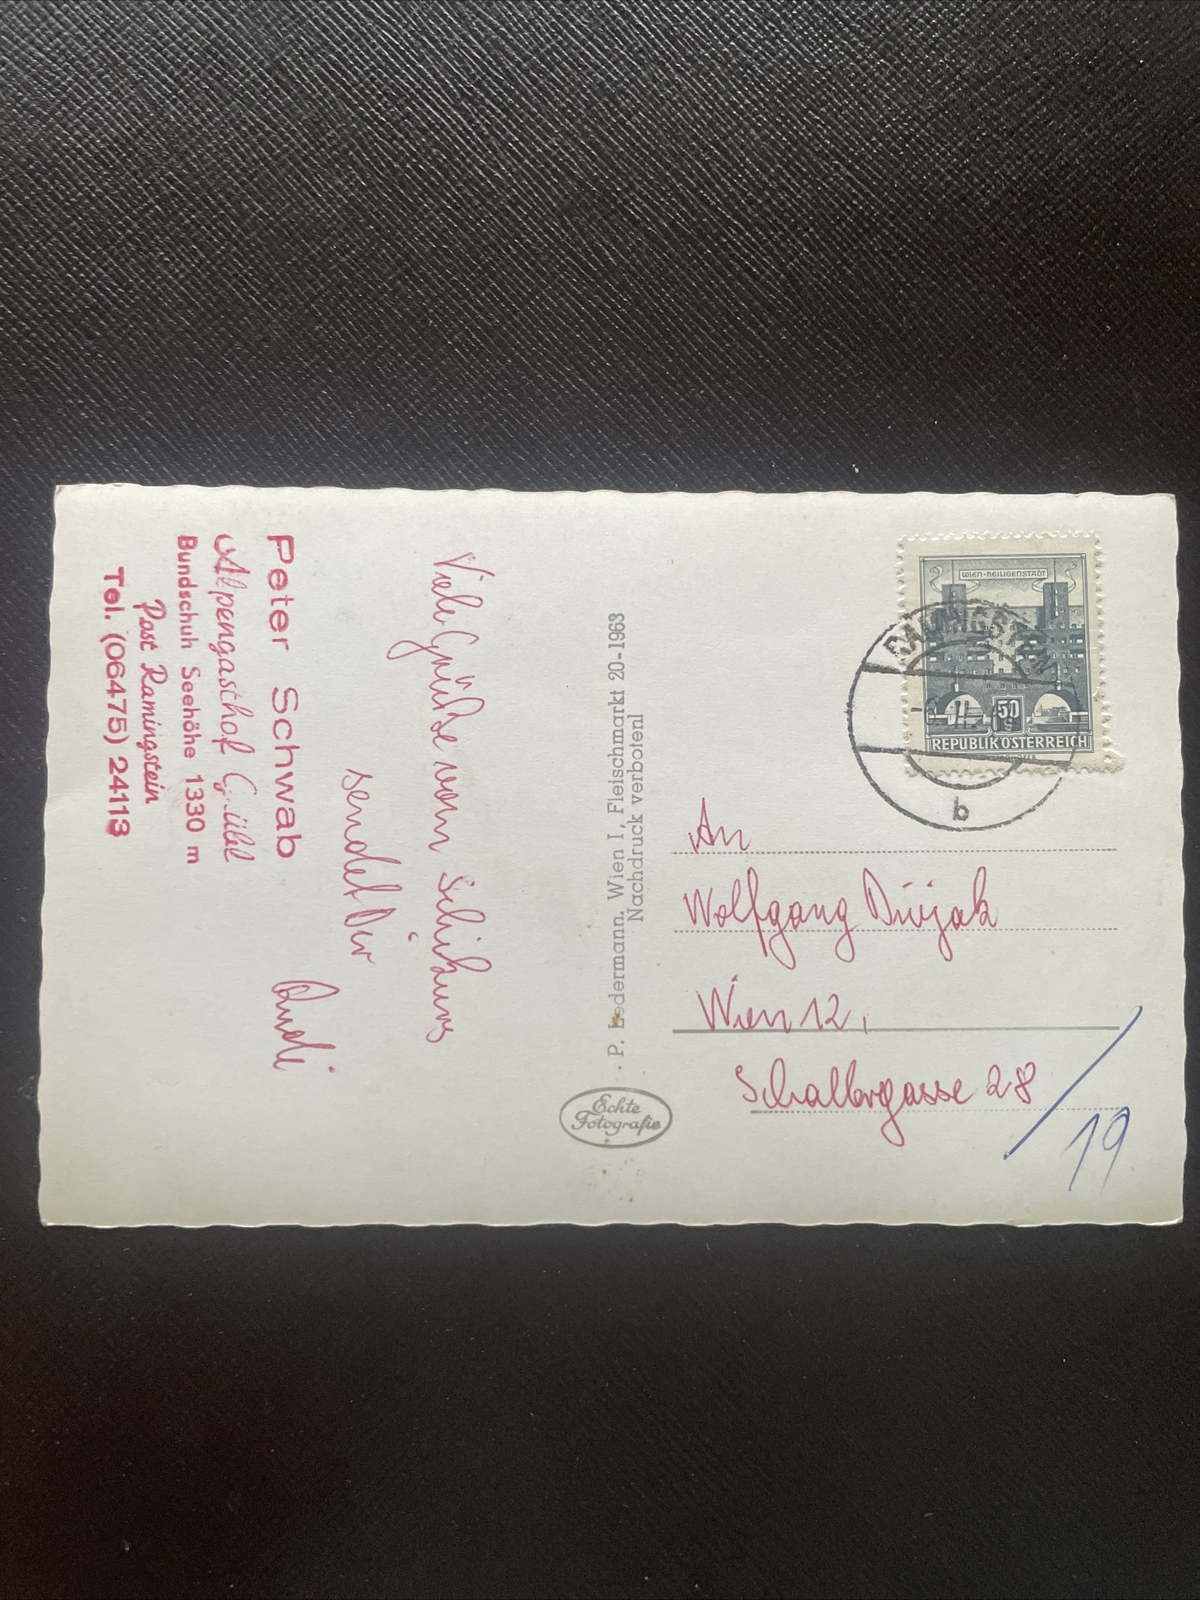 Peter Schwab
Alpengasthof
Bundschuh Seehöhe 1330 m
Post Ramingstein
Tel. (06475) 24113
Viele Grüße vom Schikurs
sendet Dir
Rudi
P. Ledermann, Wien I, Fleischmarkt 20-1963
Nachdruck verboten!
Echte
Fotografie
WIEN-HEILIGENSTADT
50
REPUBLIK ÖSTERREICH
RAMINGSTEIN
b
An
Wolfgang
Wien 12,
Schallergasse 28
/19